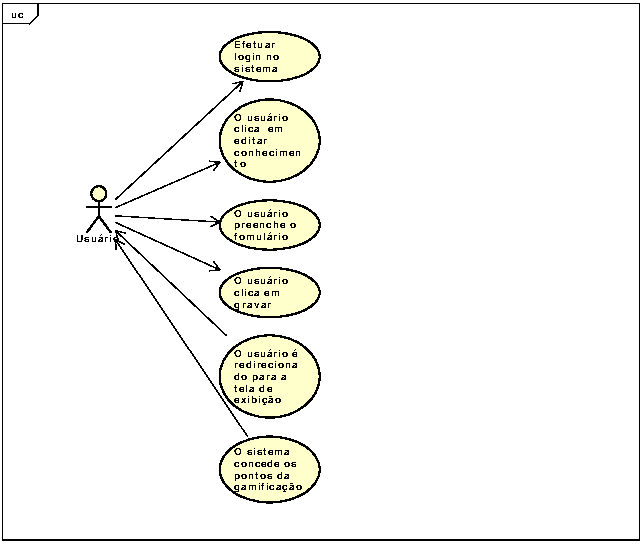 uc
Efetuar
login no
sistema
O usuário
clica em
editar
conhecimen
to
O usuário
preenche o
fomulário
Usuário
O usuário
clica em
gravar
O usuário é
redireciona
do para a
tela de
exibição
O sistema
concede os
pontos da
gamificação